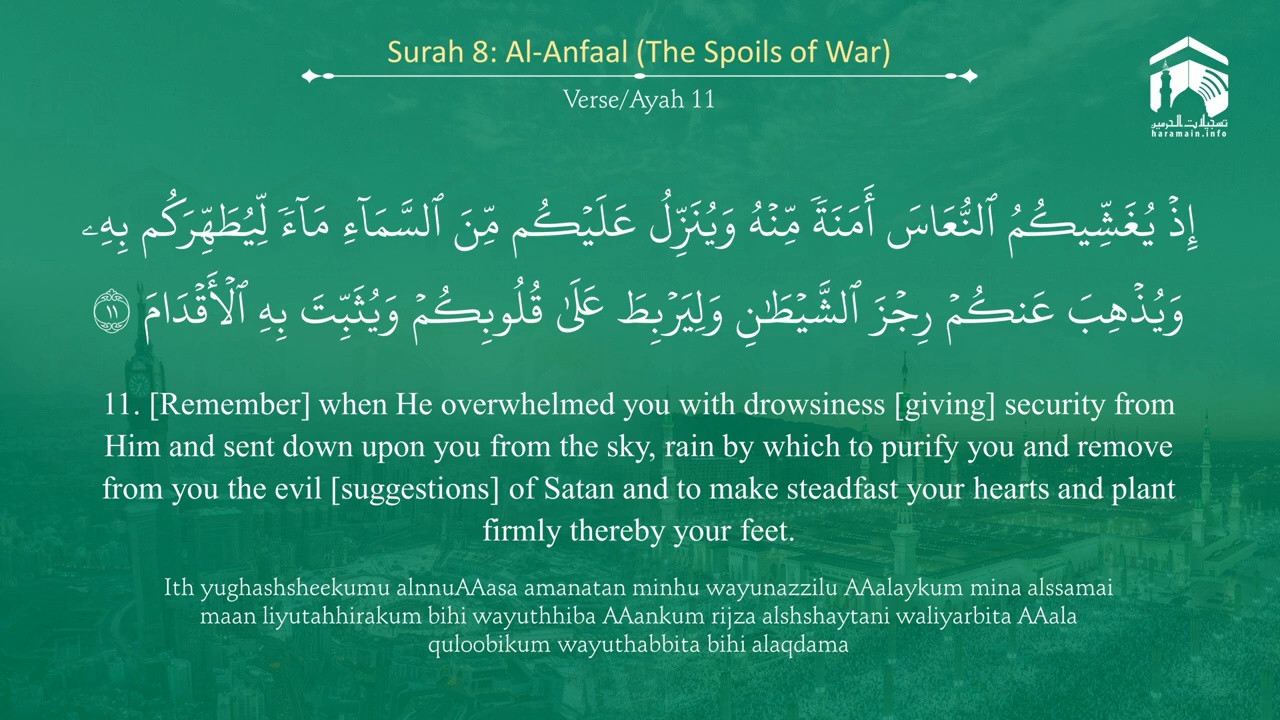 Surah 8: Al-Anfaal (The Spoils of War)
Verse/Ayah 11
تسجيلات الحرمين
haramain.info
إِذْ يُغَشِّيكُمُ ٱلنُّعَاسَ أَمَنَةً مِّنْهُ وَيُنَزِّلُ عَلَيْكُم مِّنَ ٱلسَّمَآءِ مَآءً لِّيُطَهِّرَكُم بِهِۦ
وَيُذْهِبَ عَنكُمْ رِجْزَ ٱلشَّيْطَٰنِ وَلِيَرْبِطَ عَلَىٰ قُلُوبِكُمْ وَيُثَبِّتَ بِهِ ٱلْأَقْدَامَ ١١
11. [Remember] when He overwhelmed you with drowsiness [giving] security from
Him and sent down upon you from the sky, rain by which to purify you and remove
from you the evil [suggestions] of Satan and to make steadfast your hearts and plant
firmly thereby your feet.
Ith yughashsheekumu alnnuAAasa amanatan minhu wayunazzilu AAalaykum mina alssamai
maan liyutahhirakum bihi wayuthhiba AAankum rijza alshshaytani waliyarbita AAala
quloobikum wayuthabbita bihi alaqdama